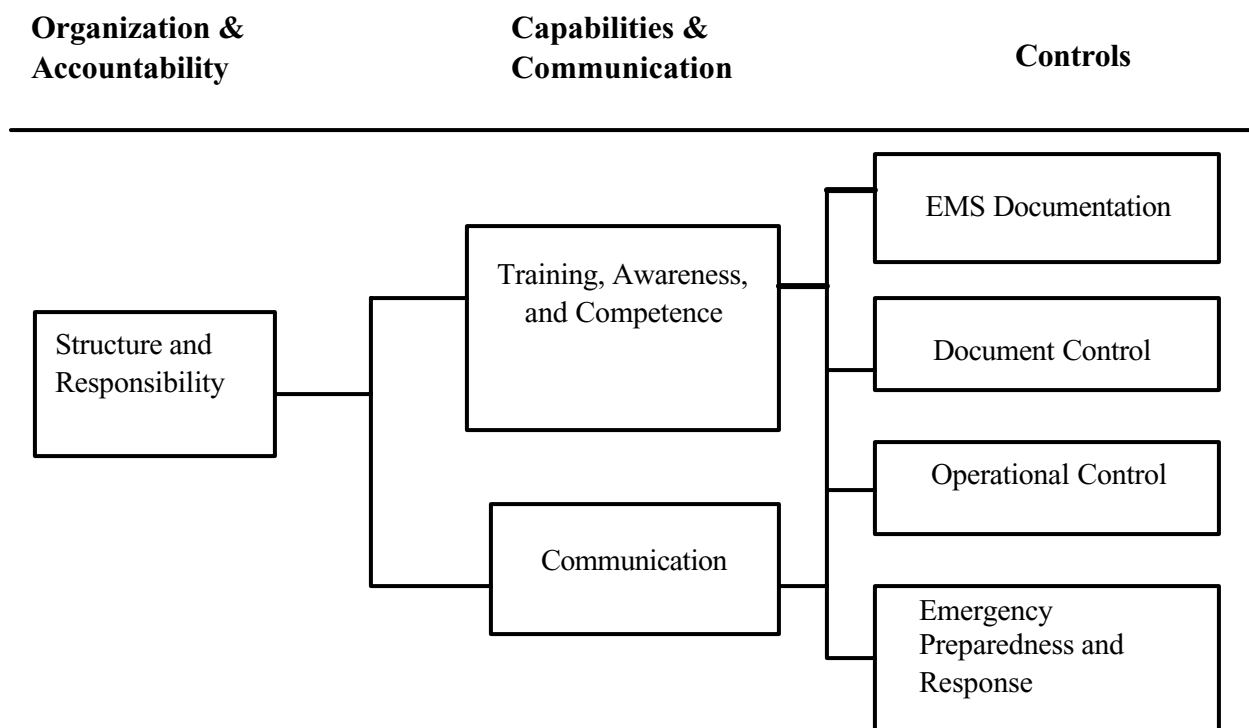 Organization &
Accountability
Capabilities &
Communication
Controls
Structure and
Responsibility
Training, Awareness,
and Competence
Communication
EMS Documentation
Document Control
Operational Control
Emergency
Preparedness and
Response